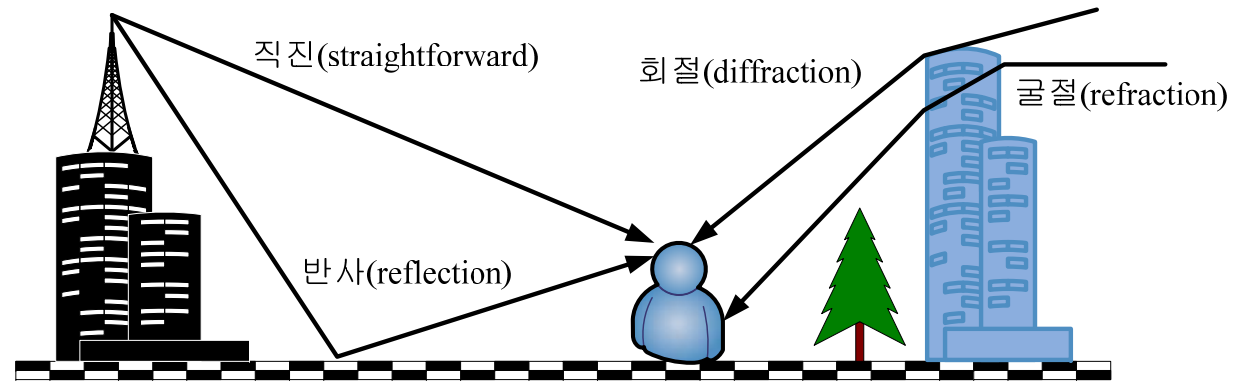 직진(straightforward)
회절(diffraction)
굴절(refraction)
반사(reflection)